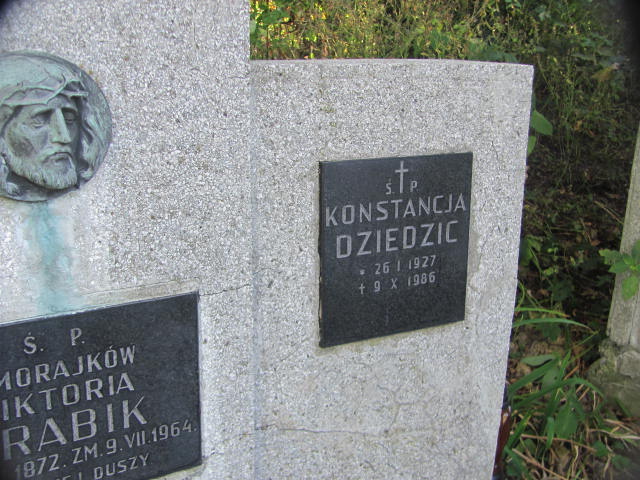 Ś. P.
KONSTANCJA
DZIEDZIC
* 26 I 1927
† 9 X 1986
Ś. P.
MORAJKÓW
IKTORIA
RABIK
1872. ZM. 9.VII.1964.
DUSZY